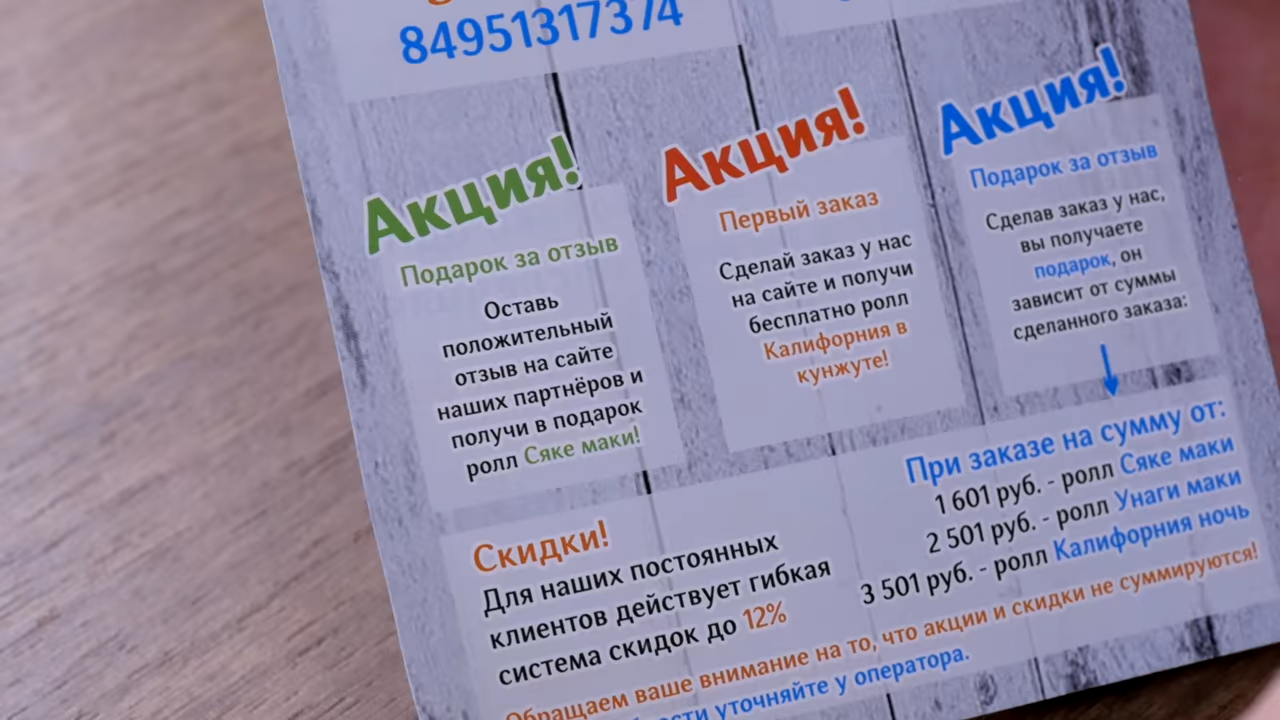 84951317374
Акция!
Подарок за отзыв
Оставь
положительный
отзыв на сайте
наших партнёров и
получи в подарок
ролл Сяке маки!
Акция!
Первый заказ
Сделай заказ у нас
на сайте и получи
бесплатно ролл
Калифорния в
кунжуте!
Акция!
Подарок за отзыв
Сделав заказ у нас,
вы получаете
подарок, он
зависит от суммы
сделанного заказа:
При заказе на сумму от:
1 601 руб. - ролл Сяке маки
2 501 руб. - ролл Унаги маки
3 501 руб. - ролл Калифорния ночь
Скидки!
Для наших постоянных
клиентов действует гибкая
система скидок до 12%
Обращаем ваше внимание на то, что акции и скидки не суммируются!
уточняйте у оператора.